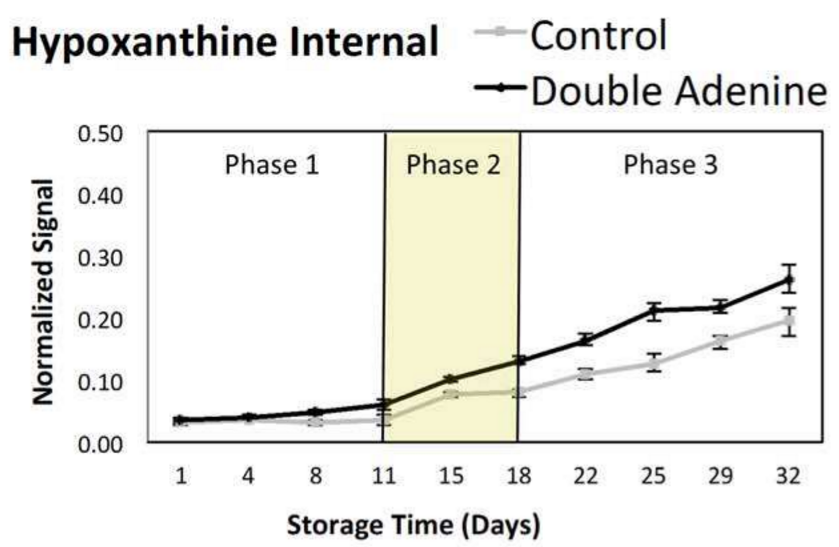 Hypoxanthine Internal
Control
Double Adenine
Phase 1 Phase 2 Phase 3
Normalized Signal
0.50
0.40
0.30
0.20
0.10
0.00
1 4 8 11 15 18 22 25 29 32
Storage Time (Days)